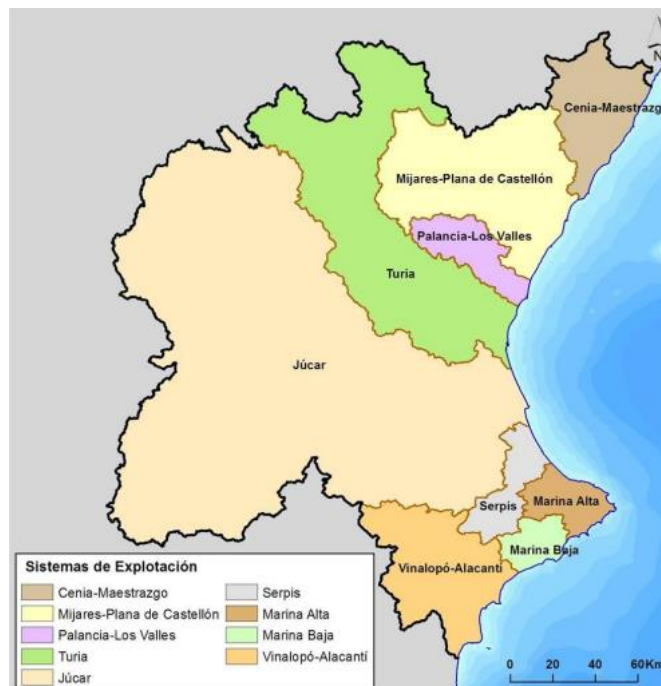 N
Cenia-Maestrazgo
Mijares-Plana de Castellón
Palancia-Los Valles
Turia
Júcar
Serpis
Marina Alta
Marina Baja
Vinalopó-Alacantí
Sistemas de Explotación
Cenia-Maestrazgo
Mijares-Plana de Castellón
Palancia-Los Valles
Turia
Júcar
Serpis
Marina Alta
Marina Baja
Vinalopó-Alacantí
0 20 40 60 Km